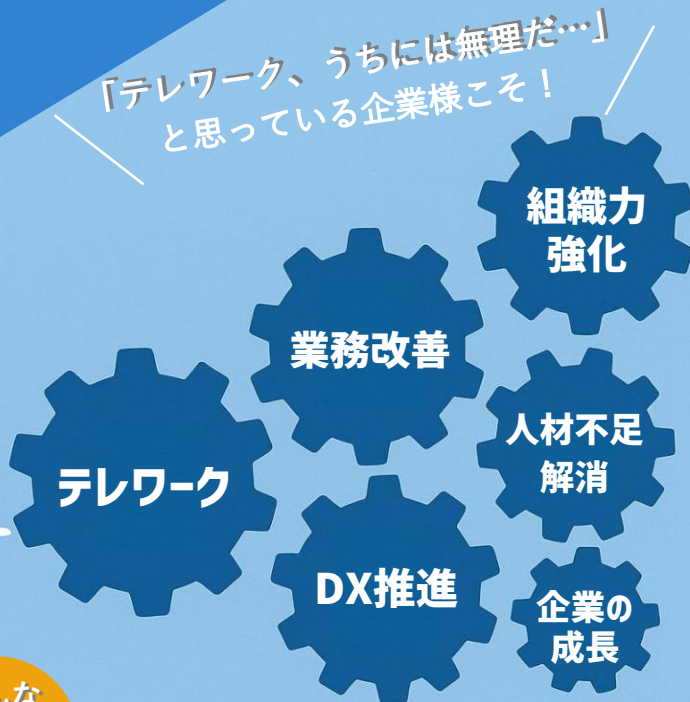 「テレワーク、うちには無理だ…」
と思っている企業様こそ！
組織力
強化
業務改善
人材不足
解消
テレワーク
DX推進
企業の
成長